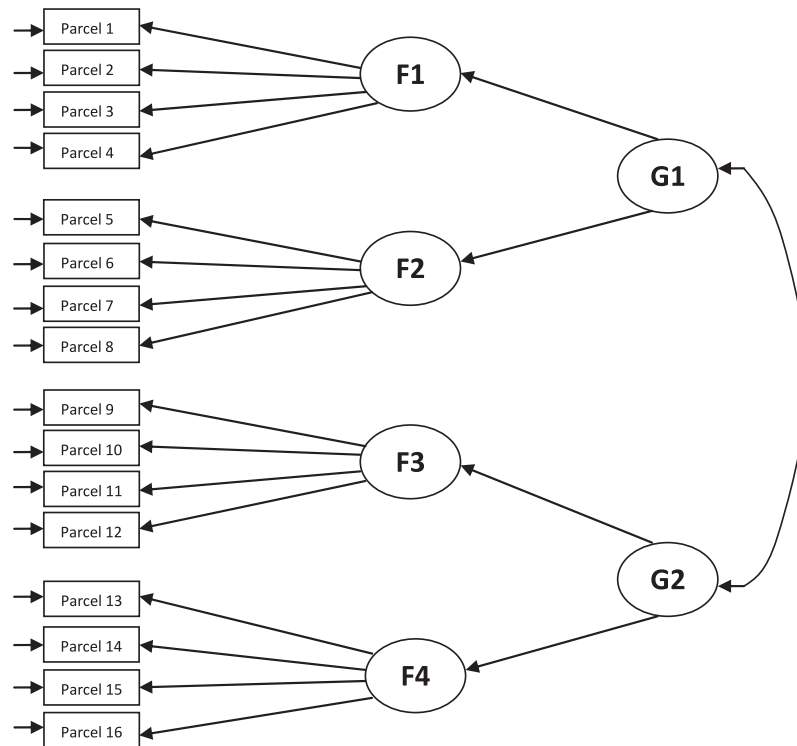 Parcel 1
Parcel 2
Parcel 3
Parcel 4
F1
G1
Parcel 5
Parcel 6
Parcel 7
Parcel 8
F2
Parcel 9
Parcel 10
Parcel 11
Parcel 12
F3
G2
Parcel 13
Parcel 14
Parcel 15
Parcel 16
F4